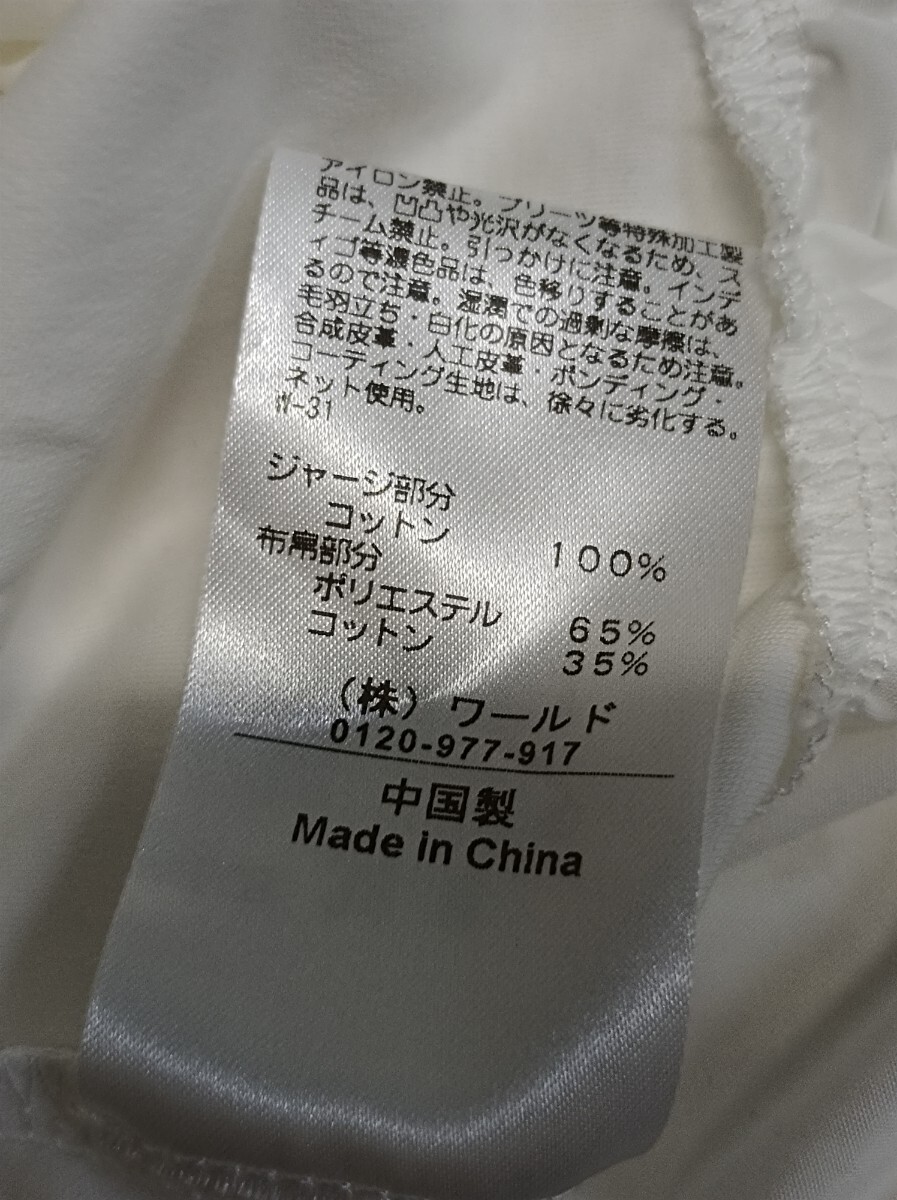 アイロン禁止。プリーツ等特殊加工製
品は、凹凸や光沢がなくなるため、ス
チーム禁止。引っかけに注意。インデ
ィゴ等濃色品は、色移りすることがあ
るので注意。湿潤での過剰な摩擦は、
毛羽立ち・白化の原因となるため注意。
合成皮革・人工皮革・ボンディング・
コーティング生地は、徐々に劣化する。
ネット使用。
W-31
ジャージ部分
コットン 100%
布帛部分
ポリエステル 65%
コットン 35%
(株)ワールド
0120-977-917
中国製
Made in China